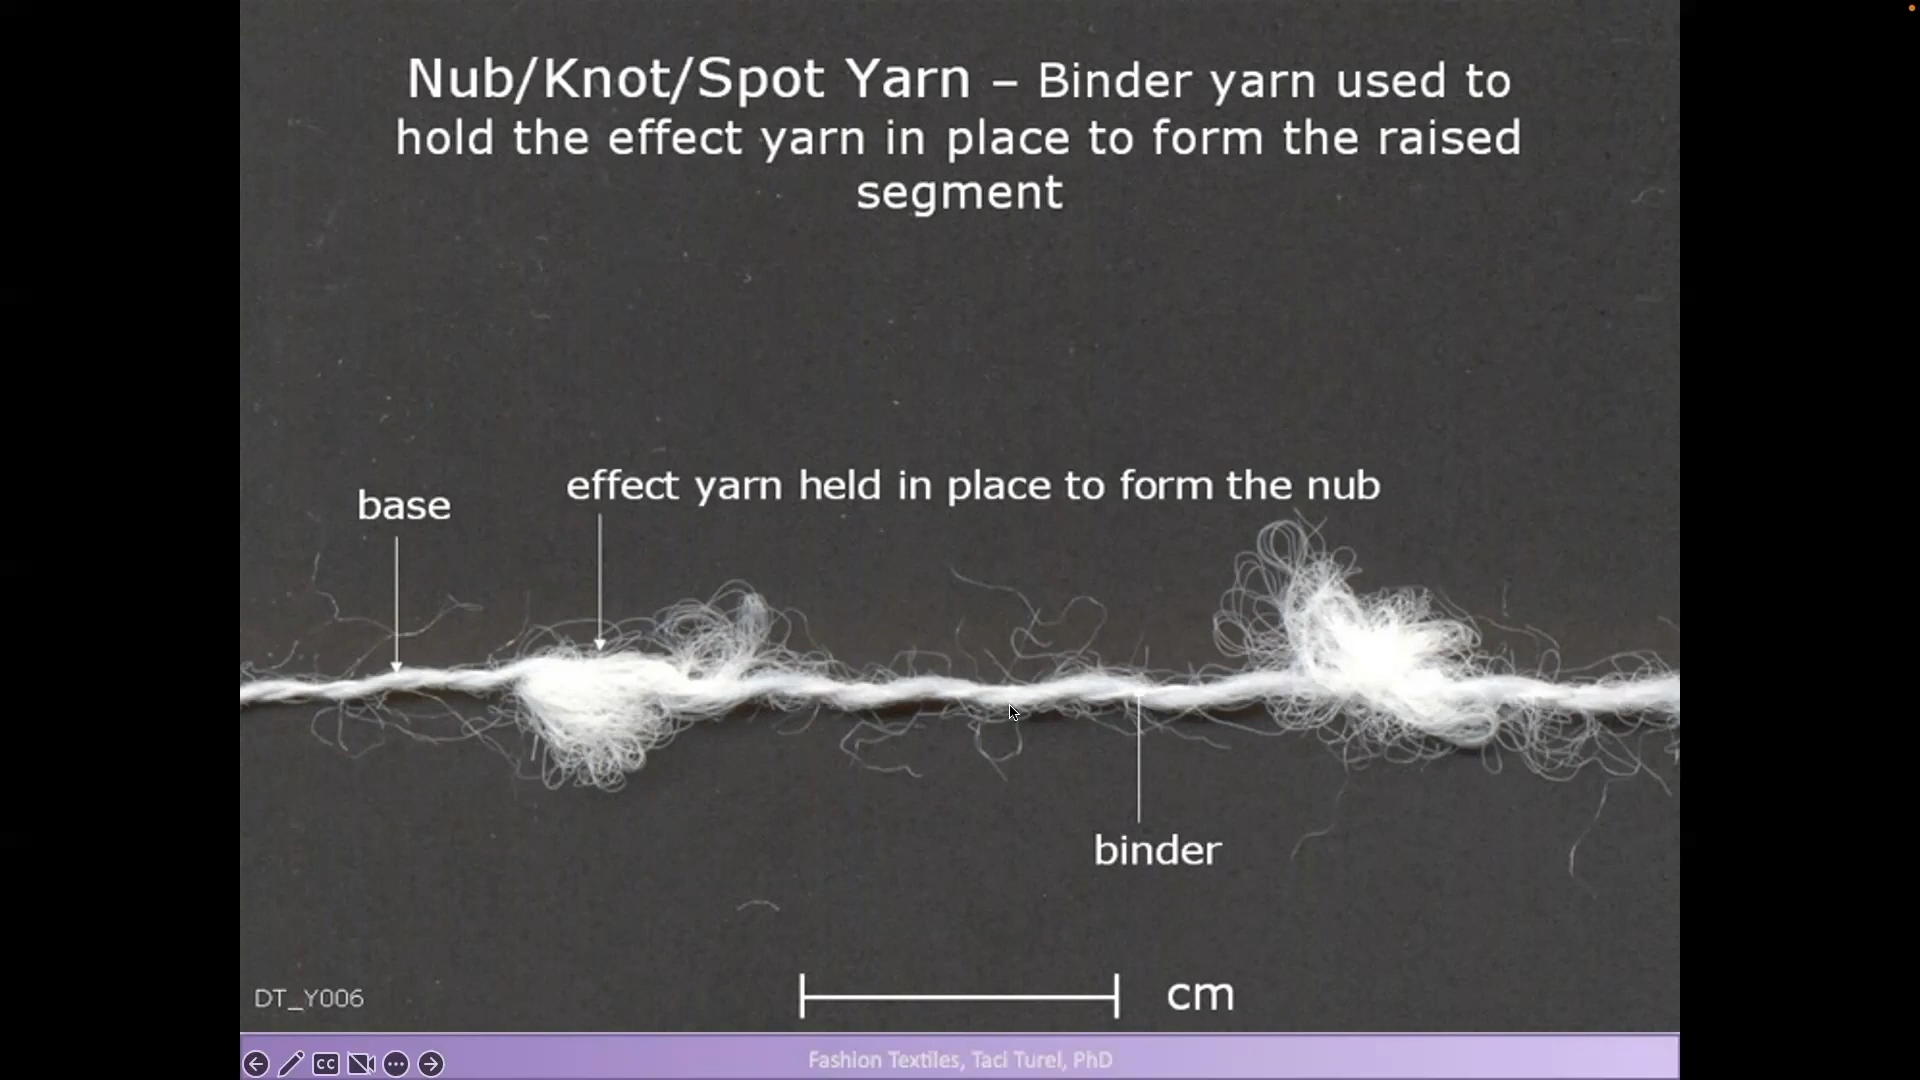 Nub/Knot/Spot Yarn – Binder yarn used to
hold the effect yarn in place to form the raised
segment
effect yarn held in place to form the nub
base
binder
cm
DT_Y006
CC
Fashion Textiles, Taci Turel, PhD